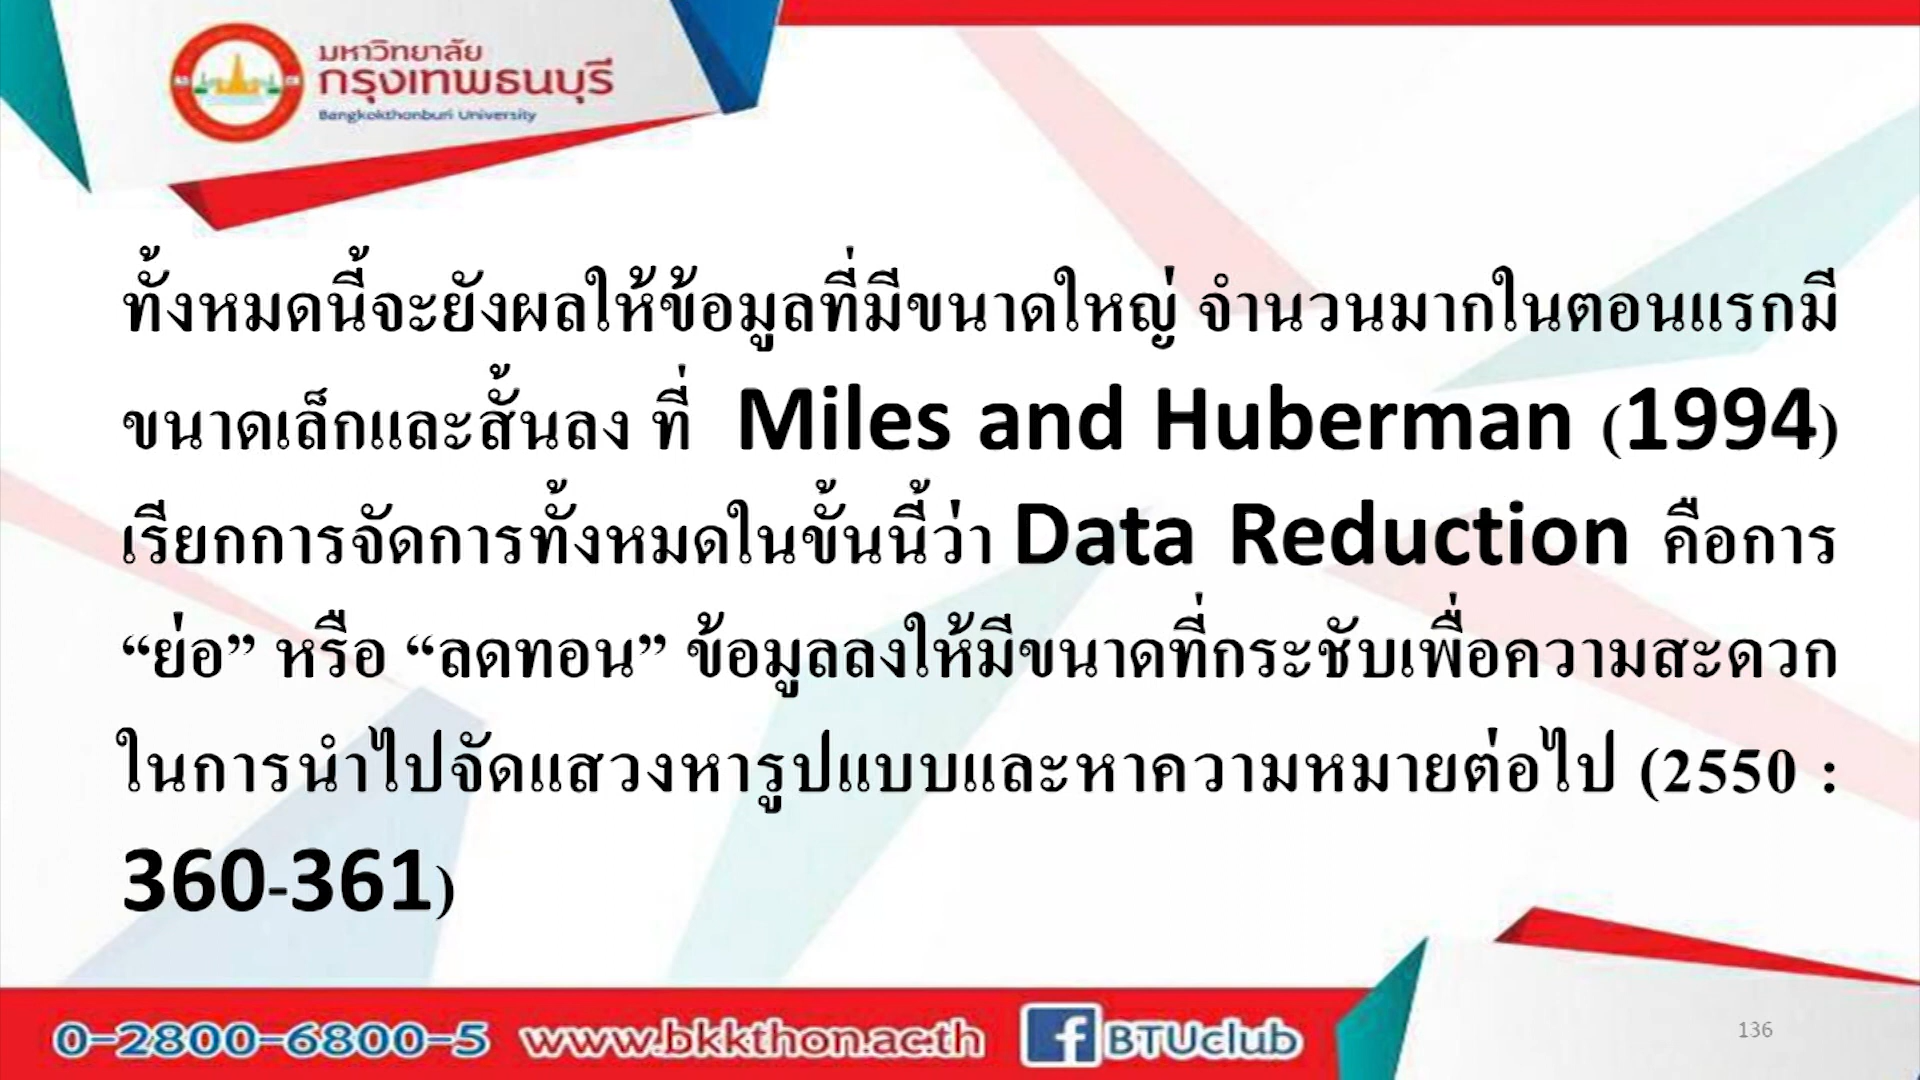 มหาวิทยาลัย
กรุงเทพธนบุรี
Bangkokthonburi University
ทั้งหมดนี้จะยังผลให้ข้อมูลที่มีขนาดใหญ่ จำนวนมากในตอนแรกมี
ขนาดเล็กและสั้นลง ที่ Miles and Huberman (1994)
เรียกการจัดการทั้งหมดในขั้นนี้ว่า Data Reduction คือการ
“ย่อ” หรือ “ลดทอน” ข้อมูลลงให้มีขนาดที่กระชับเพื่อความสะดวก
ในการนำไปจัดแสวงหารูปแบบและหาความหมายต่อไป (2550 :
360-361)
0-2800-6800-5 www.bkkthon.ac.th f BTUclub
136